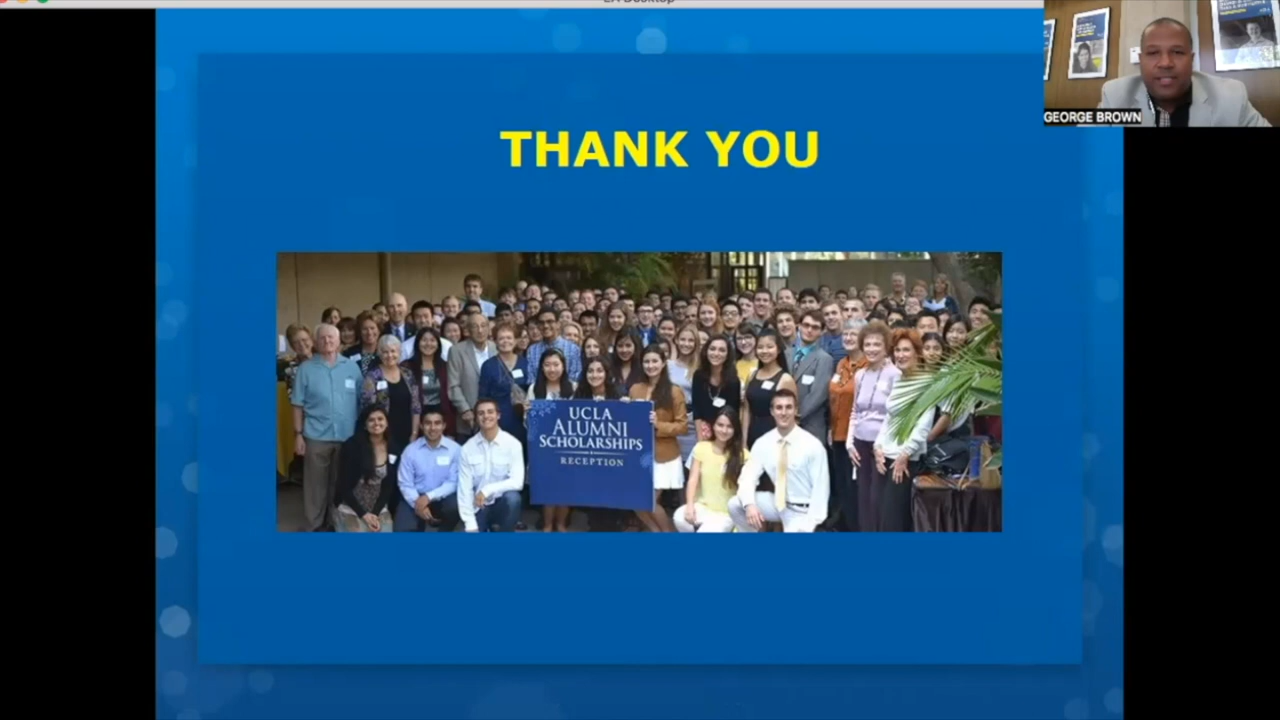 GEORGE BROWN
THANK YOU
UCLA
ALUMNI
SCHOLARSHIPS
RECEPTION